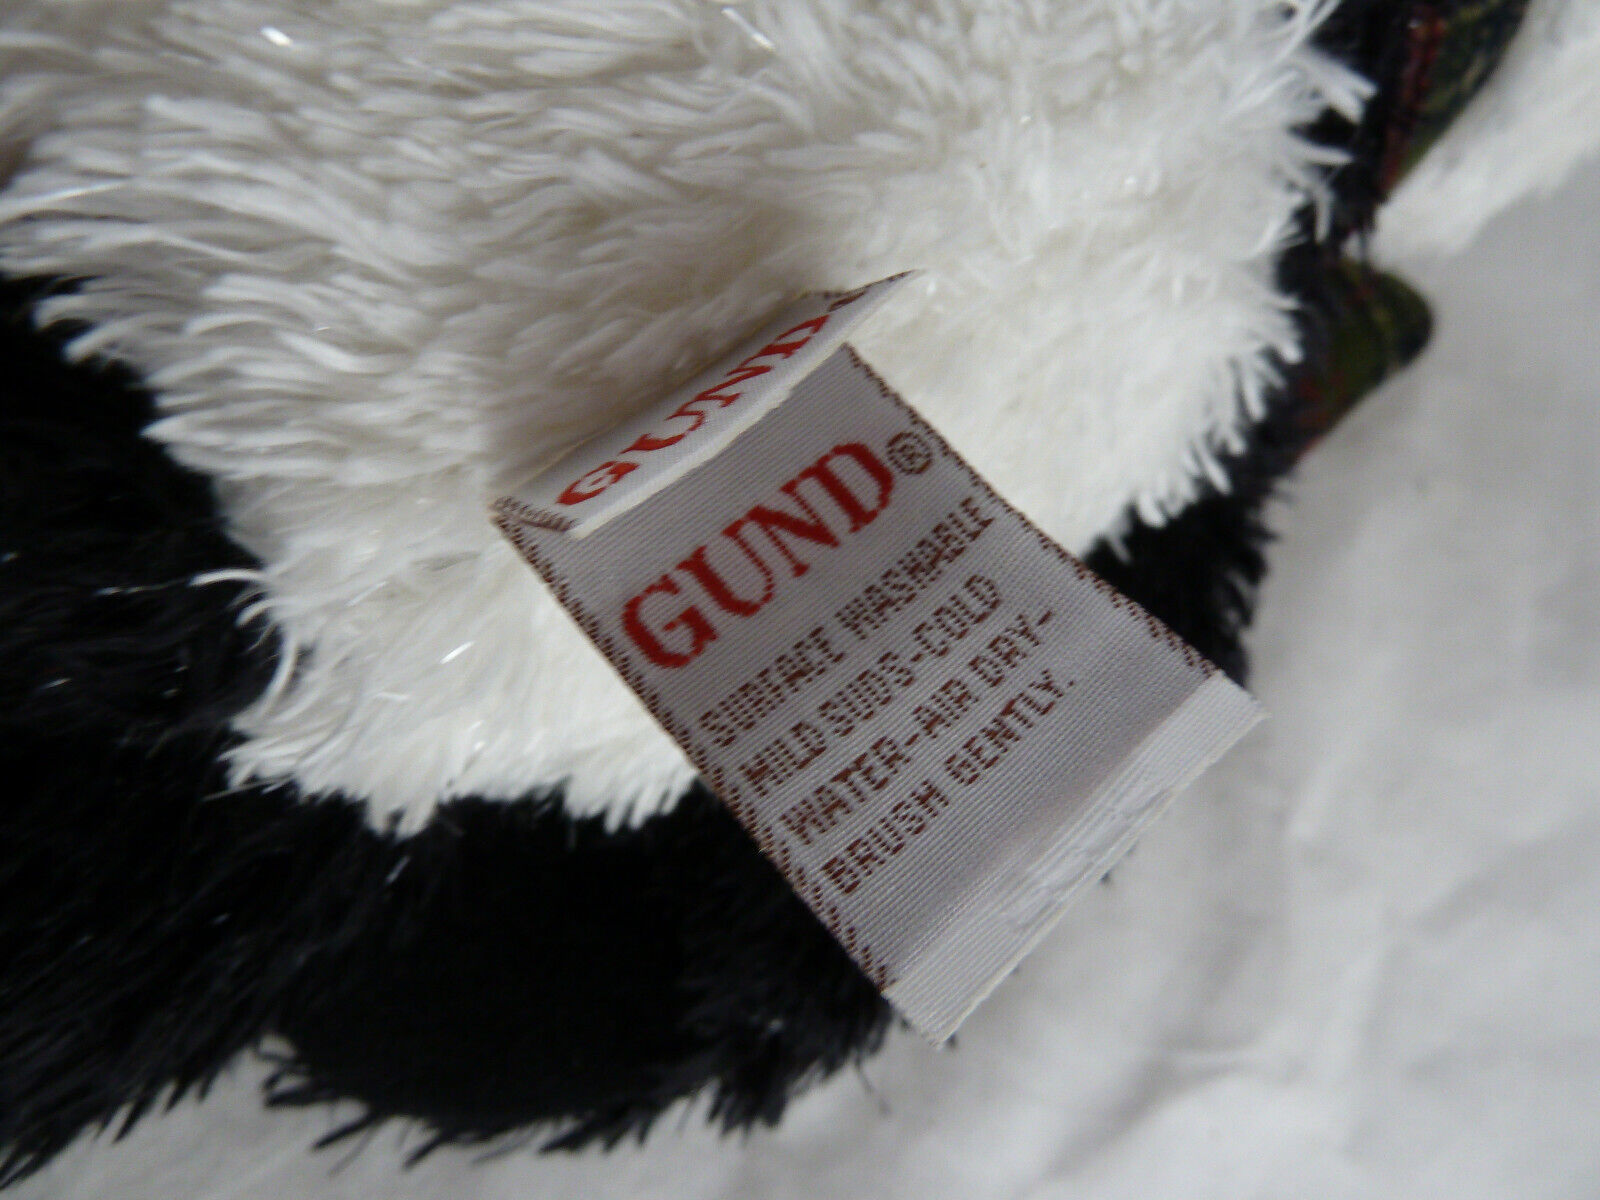 GUND
GUND®
SURFACE WASHABLE
MILD SUDS-COLD
WATER-AIR DRY-
BRUSH GENTLY.